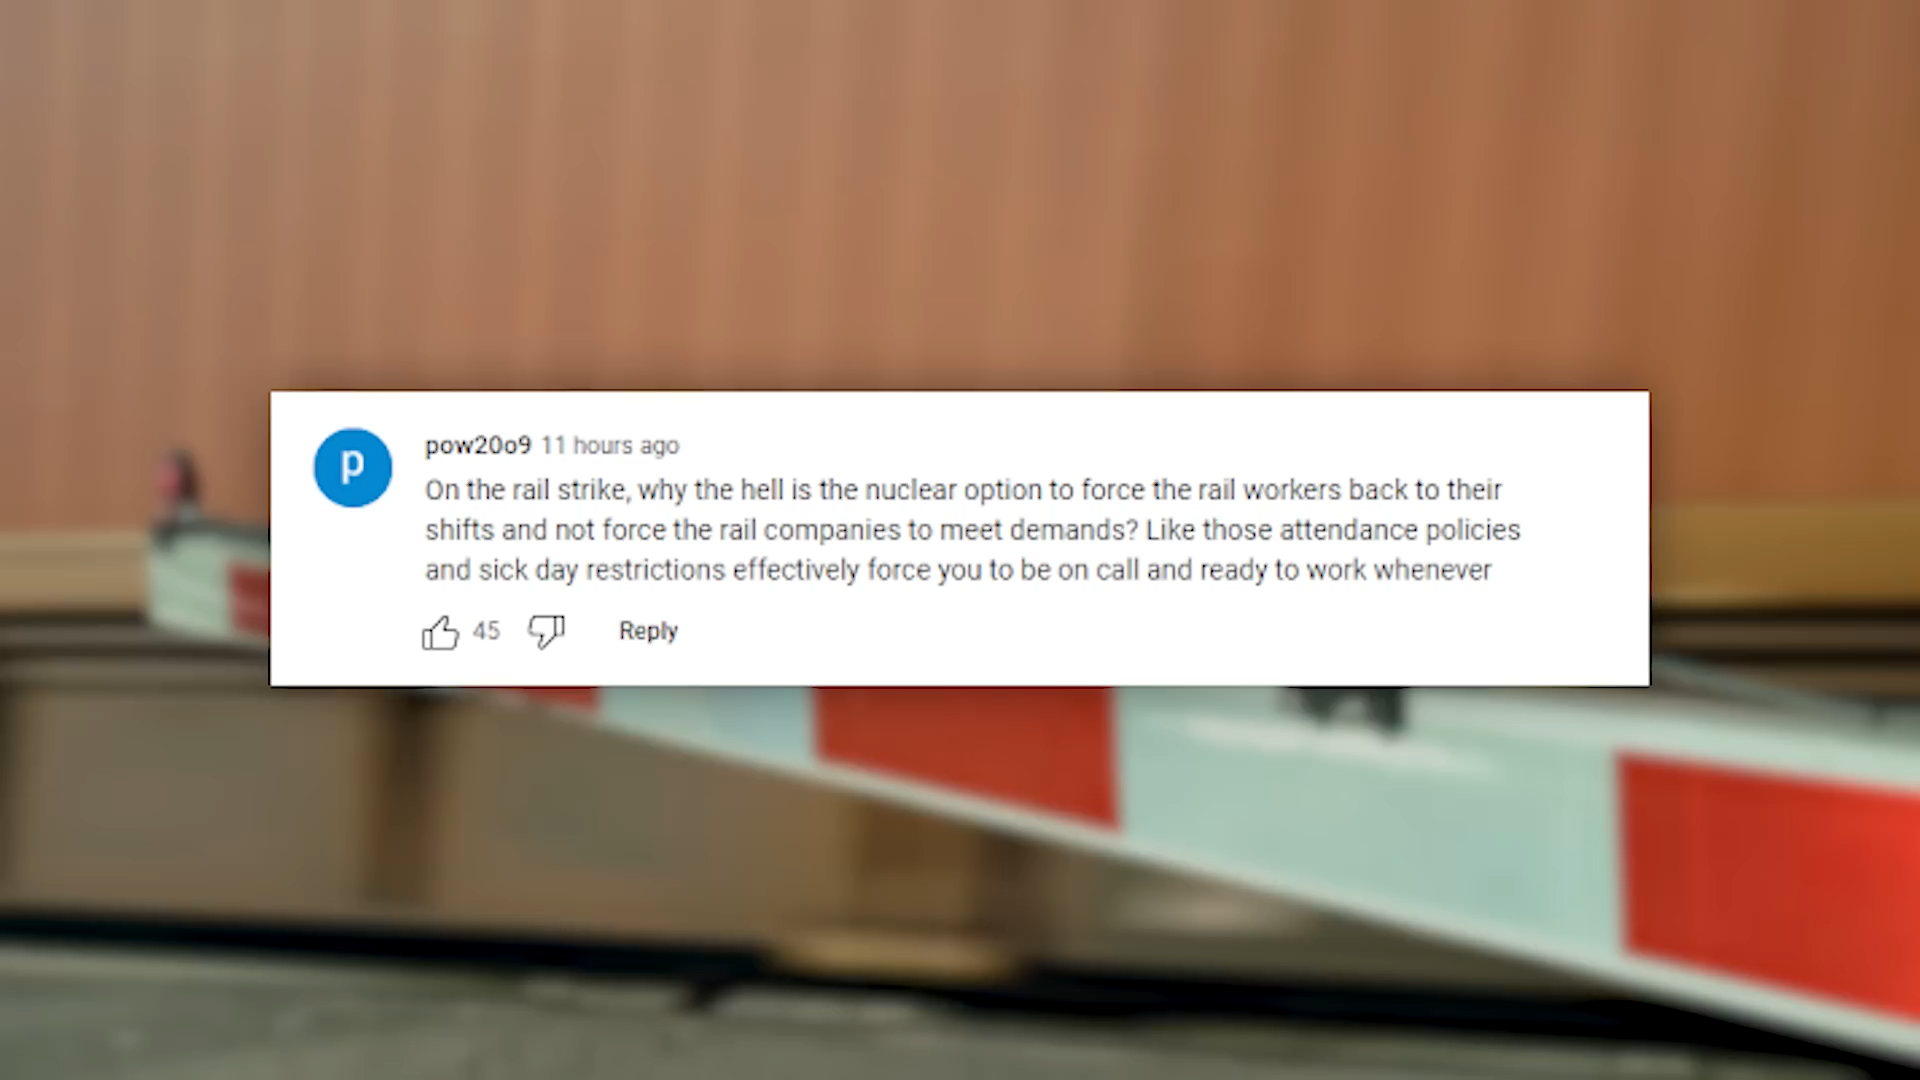 p
pow20o9 11 hours ago
On the rail strike, why the hell is the nuclear option to force the rail workers back to their
shifts and not force the rail companies to meet demands? Like those attendance policies
and sick day restrictions effectively force you to be on call and ready to work whenever
45 Reply